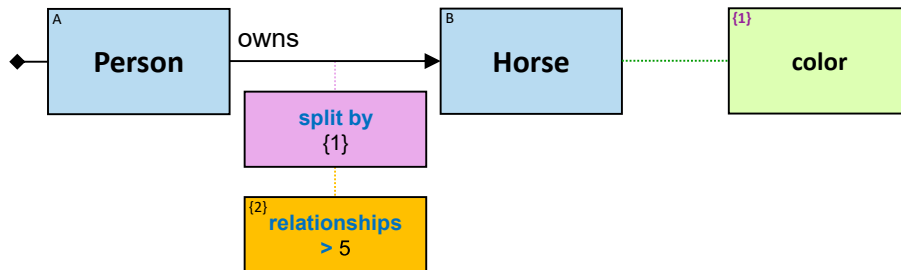 A
Person
owns
B
Horse
{1}
color
split by
{1}
{2}
relationships
> 5